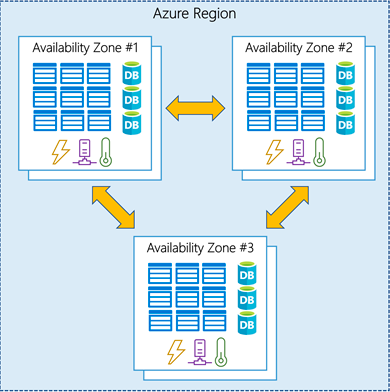 Azure Region
Availability Zone #1
DB
DB
DB
Availability Zone #2
DB
DB
DB
Availability Zone #3
DB
DB
DB